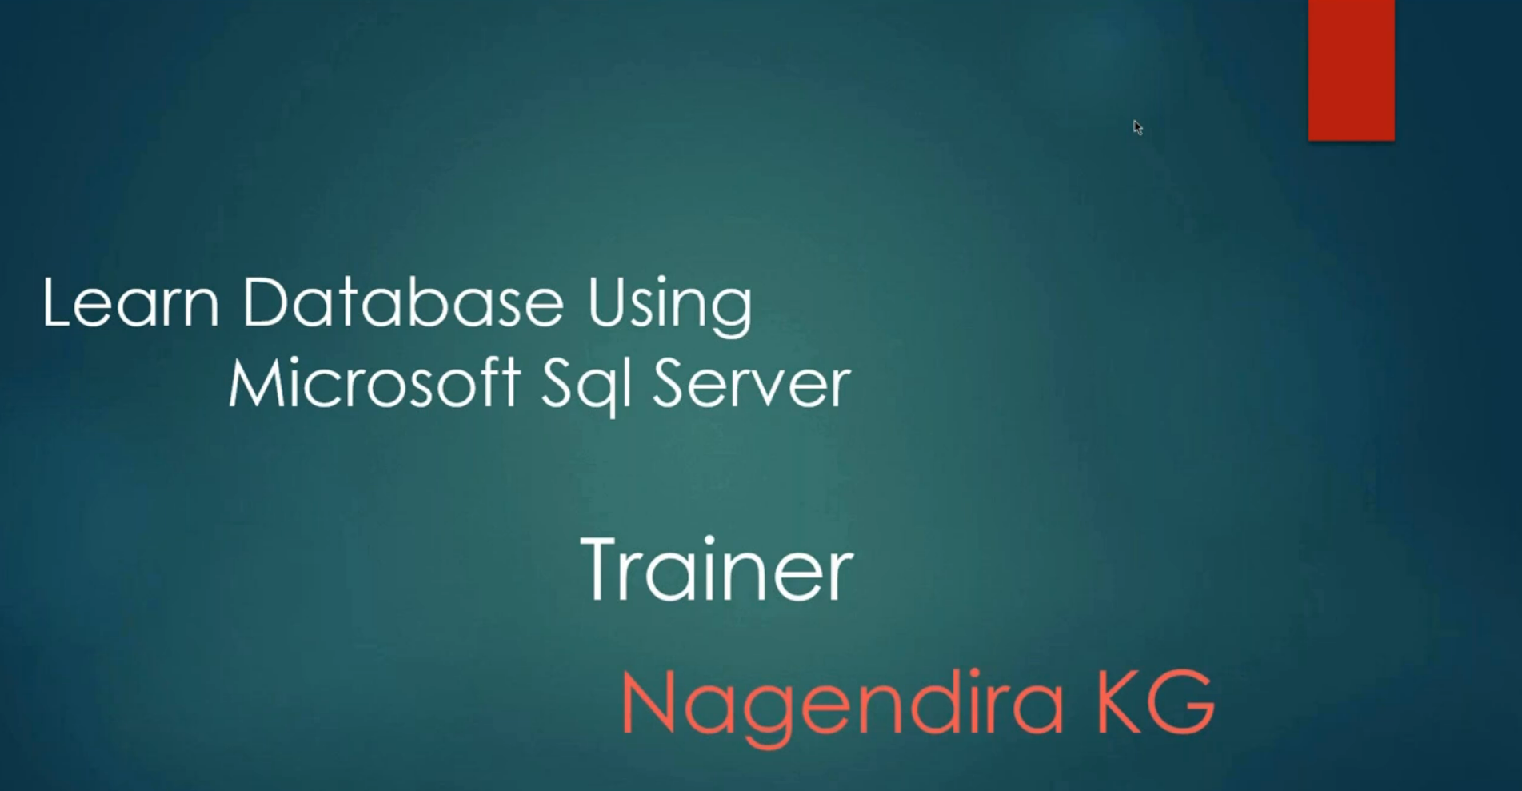 Learn Database Using
Microsoft Sql Server
Trainer
Nagendira KG